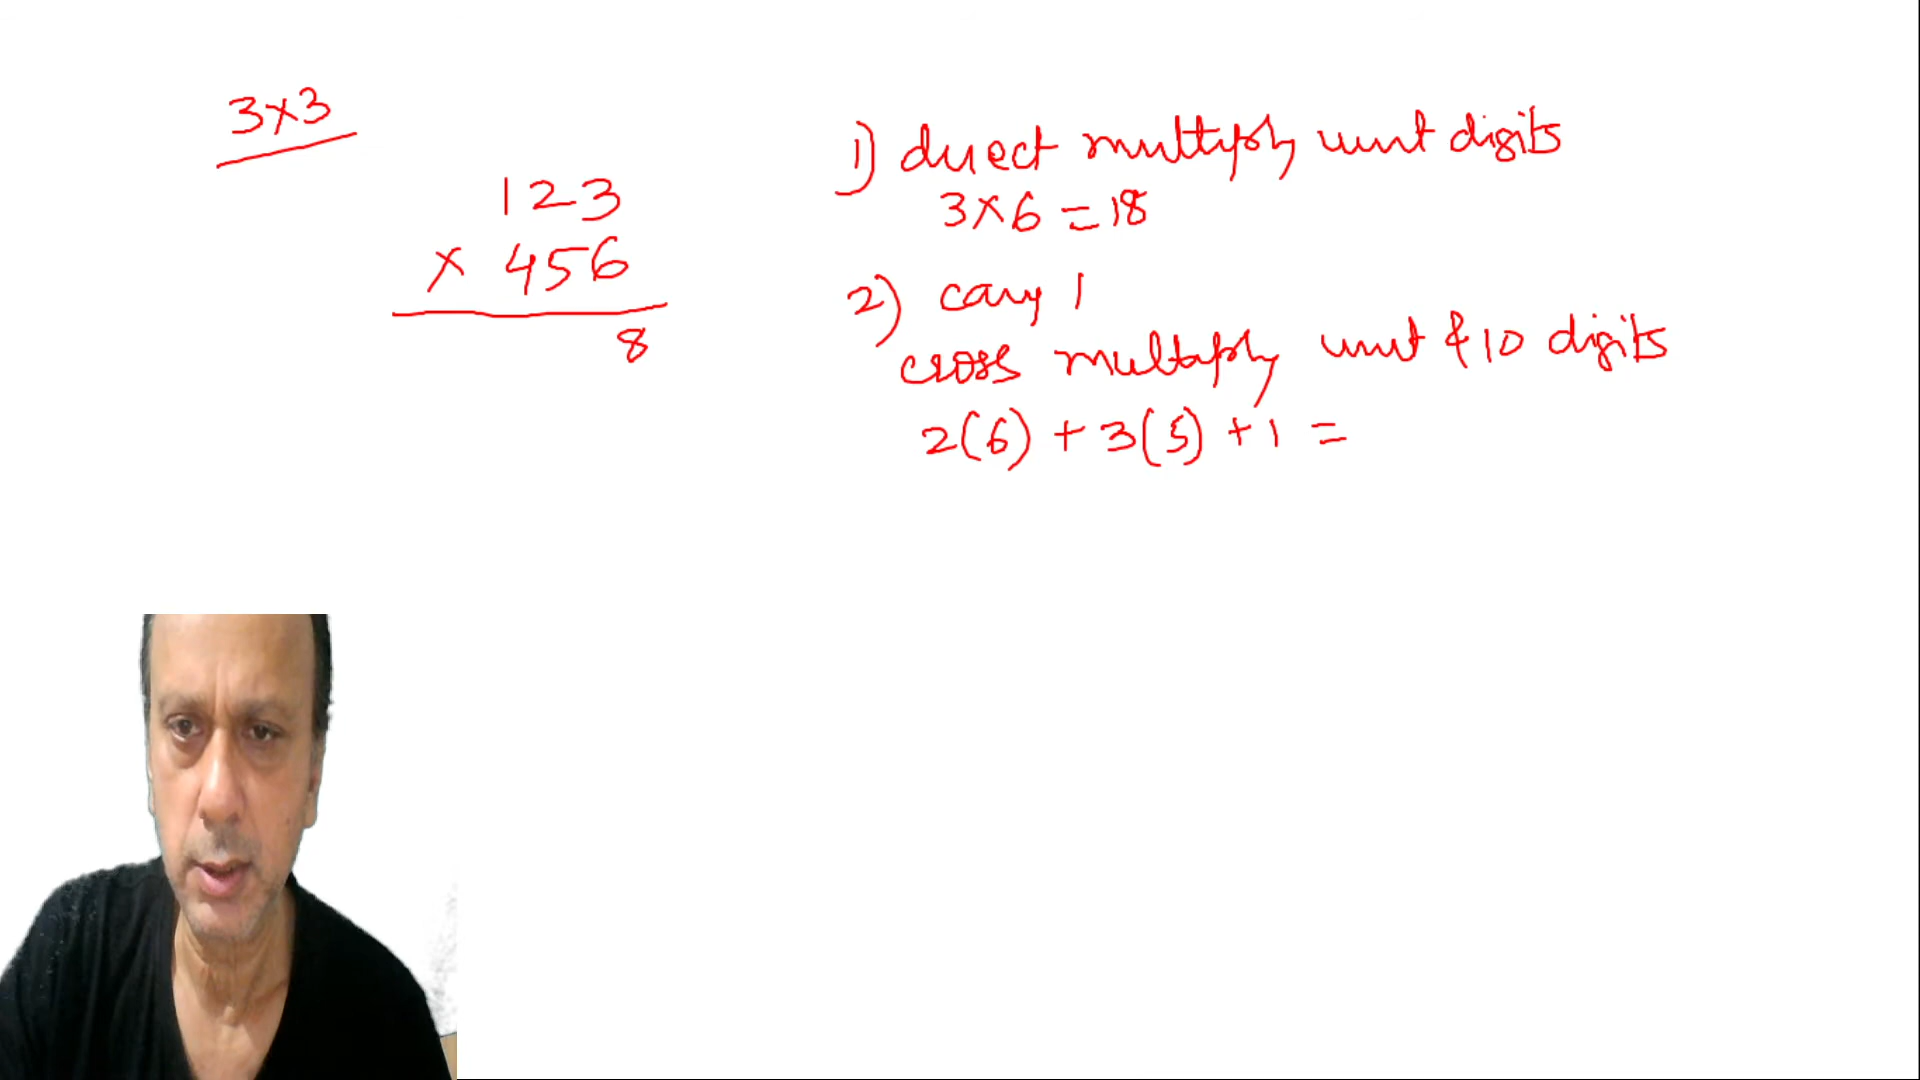 3x3
123
x 456
8
1) direct multiply unit digits
3x6 = 18
2) carry 1
cross multiply unit & 10 digits
2(6) + 3(5) + 1 =